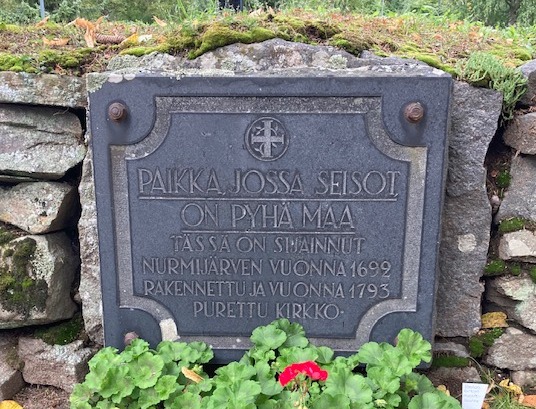 PAIKKA, JOSSA SEISOT,
ON PYHÄ MAA
TÄSSÄ ON SIJAINNUT
NURMIJÄRVEN VUONNA 1692
RAKENNETTU JA VUONNA 1793
PURETTU KIRKKO